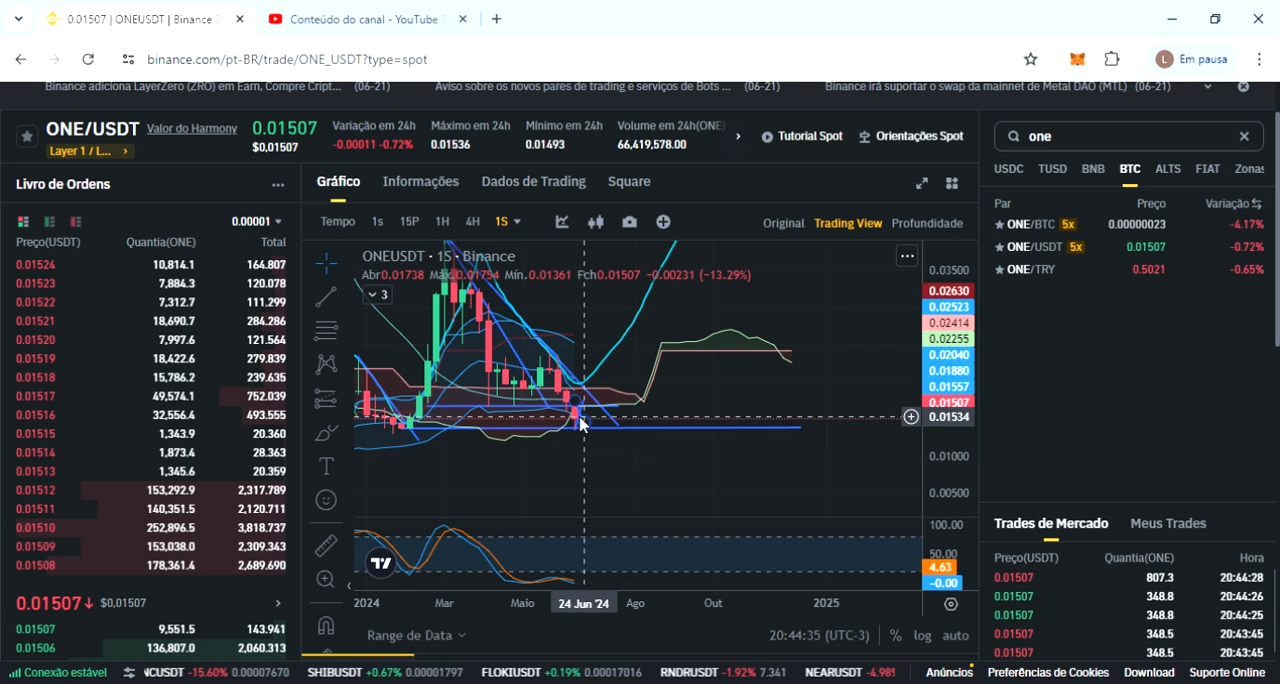 0.01507 | ONEUSDT | Binance S
Conteúdo do canal - YouTube S
binance.com/pt-BR/trade/ONE_USDT?type=spot
L Em pausa
Binance adiciona LayerZero (ZRO) em Earn, Compre Cript... (06-21) Aviso sobre os novos pares de trading e serviços de Bots ... (06-21) Binance irá suportar o swap da mainnet de Metal DAO (MTL) (06-21)
ONE/USDT Valor do Harmony 0.01507 Variação em 24h Máximo em 24h Mínimo em 24h Volume em 24h(ONE) Tutorial Spot Orientações Spot
Layer 1 / L... $0,01507 -0.00011 -0.72% 0.01536 0.01493 66,419,578.00
one
USDC TUSD BNB BTC ALTS FIAT Zonas
Par Preço Variação
ONE/BTC 5x 0.00000023 -4.17%
ONE/USDT 5x 0.01507 -0.72%
ONE/TRY 0.5021 -0.65%
Livro de Ordens
0.00001
Preço(USDT) Quantia(ONE) Total
0.01524 10,814.1 164.807
0.01523 7,884.3 120.078
0.01522 7,312.7 111.299
0.01521 18,690.7 284.286
0.01520 7,997.6 121.564
0.01519 18,422.6 279.839
0.01518 15,786.2 239.635
0.01517 49,574.1 752.039
0.01516 32,556.4 493.555
0.01515 1,343.9 20.360
0.01514 1,873.4 28.363
0.01513 1,345.6 20.359
0.01512 153,292.9 2,317.789
0.01511 140,351.5 2,120.711
0.01510 252,896.5 3,818.737
0.01509 153,038.0 2,309.343
0.01508 178,361.4 2,689.690
0.01507 $0,01507
0.01507 9,551.5 143.941
0.01506 136,807.0 2,060.313
Gráfico Informações Dados de Trading Square
Tempo 1s 15P 1H 4H 1S Original Trading View Profundidade
ONEUSDT · 1S · Binance
Abr0.01738 Máx.0.01754 Mín.0.01361 Fch0.01507 -0.00231 (-13.29%)
3
0.03500
0.02630
0.02523
0.02414
0.02255
0.02040
0.01880
0.01557
0.01507
0.01534
0.01000
0.00500
100.00
50.00
4.63
-0.00
2024 Mar Maio 24 Jun '24 Ago Out 2025
Range de Data 20:44:35 (UTC-3) % log auto
Trades de Mercado Meus Trades
Preço(USDT) Quantia(ONE) Hora
0.01507 807.3 20:44:28
0.01507 348.8 20:44:26
0.01507 348.8 20:44:25
0.01507 348.5 20:43:45
0.01507 348.5 20:43:45
Conexão estável NCUSDT -15.60% 0.00007670 SHIBUSDT +0.67% 0.00001797 FLOKIUSDT +0.19% 0.00017016 RNDRUSDT -1.92% 7.341 NEARUSDT -4.98% Anúncios Preferências de Cookies Download Suporte Online